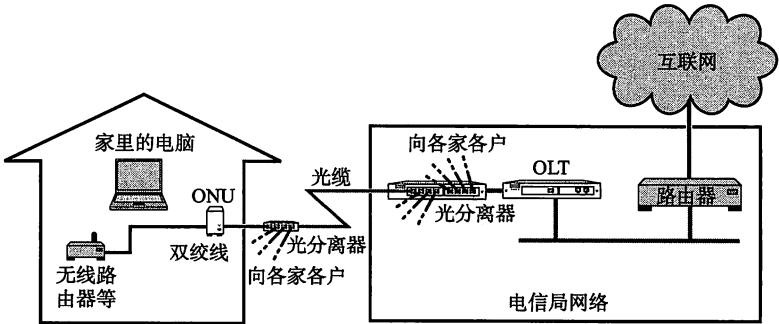 互联网
家里的电脑
ONU
双绞线
无线路
由器等
光缆
光分离器
向各家各户
向各家各户
光分离器
OLT
路由器
电信局网络